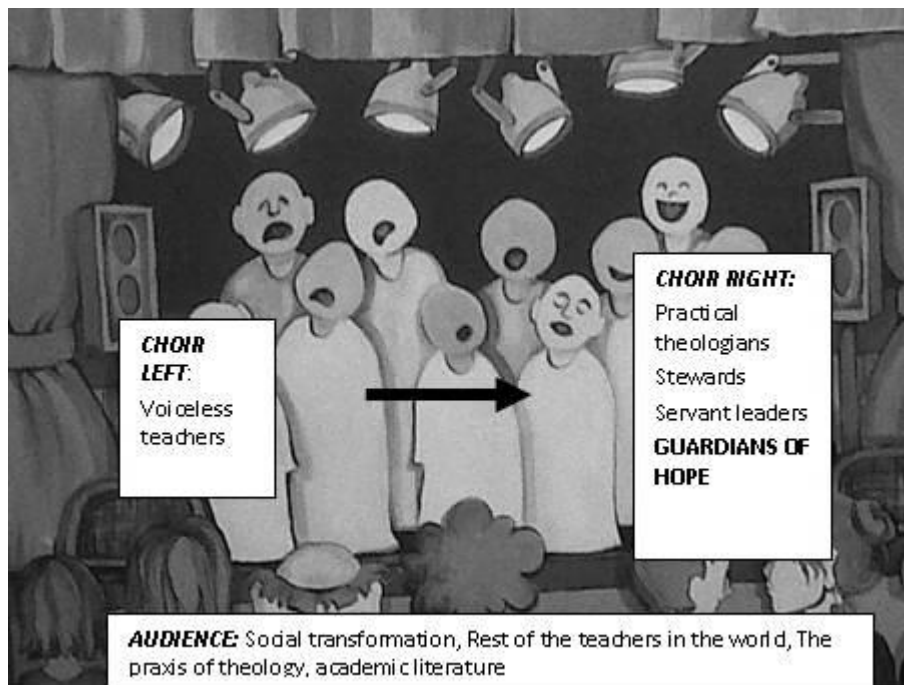 CHOIR
LEFT:
Voiceless
teachers
CHOIR RIGHT:
Practical
theologians
Stewards
Servant leaders
GUARDIANS OF
HOPE
AUDIENCE: Social transformation, Rest of the teachers in the world, The
praxis of theology, academic literature